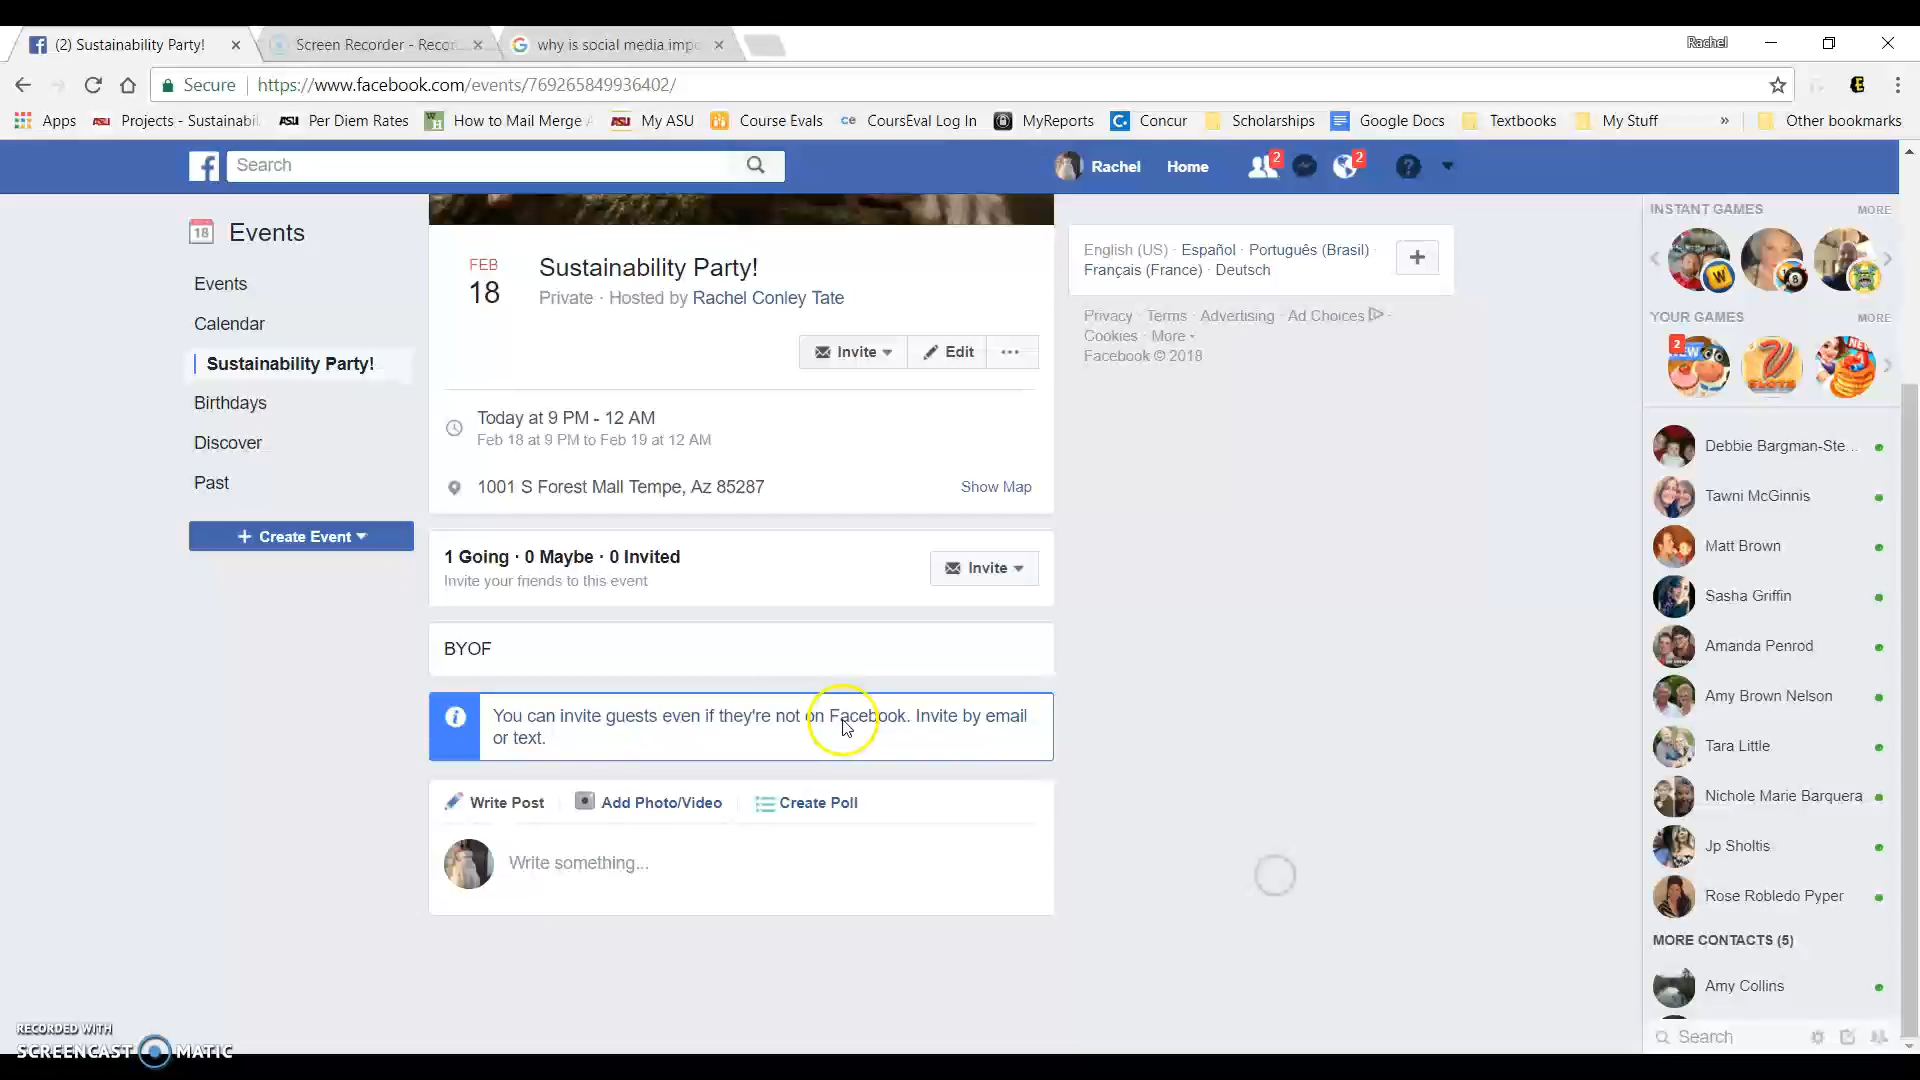 (2) Sustainability Party!
Screen Recorder - Recor
why is social media impo
Rachel
Secure
https://www.facebook.com/events/769265849936402/
Apps
Projects - Sustainabil
Per Diem Rates
How to Mail Merge
My ASU
Course Evals
CoursEval Log In
MyReports
Concur
Scholarships
Google Docs
Textbooks
My Stuff
»
Other bookmarks
Search
Rachel
Home
2
2
18
Events
Events
Calendar
Sustainability Party!
Birthdays
Discover
Past
+ Create Event
FEB
18
Sustainability Party!
Private · Hosted by Rachel Conley Tate
Invite
Edit
Today at 9 PM - 12 AM
Feb 18 at 9 PM to Feb 19 at 12 AM
1001 S Forest Mall Tempe, Az 85287
Show Map
1 Going · 0 Maybe · 0 Invited
Invite your friends to this event
Invite
BYOF
You can invite guests even if they're not on Facebook. Invite by email
or text.
Write Post
Add Photo/Video
Create Poll
Write something...
English (US) · Español · Português (Brasil) ·
Français (France) · Deutsch
Privacy · Terms · Advertising · Ad Choices ·
Cookies · More
Facebook © 2018
INSTANT GAMES
MORE
YOUR GAMES
MORE
2
NEW
SLOTS
NEW
Debbie Bargman-Ste...
Tawni McGinnis
Matt Brown
Sasha Griffin
Amanda Penrod
Amy Brown Nelson
Tara Little
Nichole Marie Barquera
Jp Sholtis
Rose Robledo Pyper
MORE CONTACTS (5)
Amy Collins
Search
RECORDED WITH
SCREENCAST MATIC